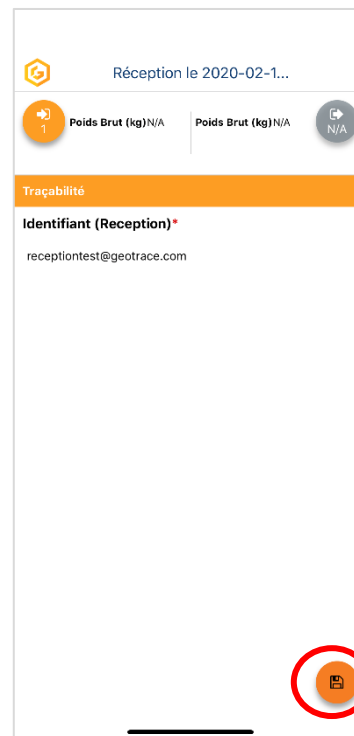 Réception le 2020-02-1...
1 Poids Brut (kg)N/A Poids Brut (kg)N/A N/A
Traçabilité
Identifiant (Reception)*
receptiontest@geotrace.com